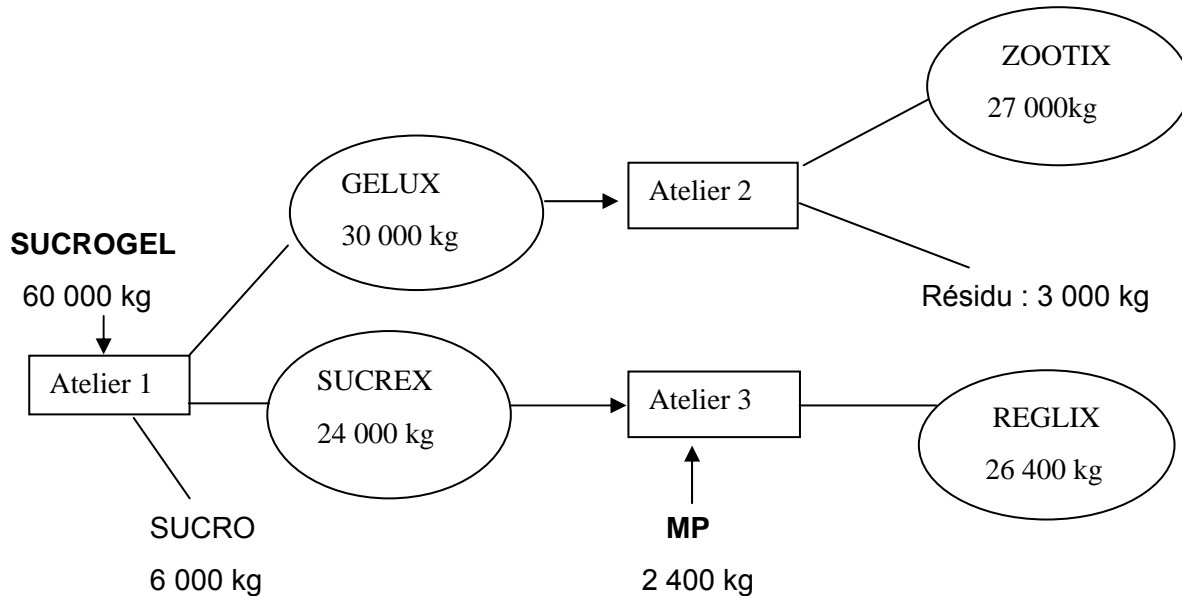 ZOOTIX
27 000kg
GELUX
30 000 kg
Atelier 2
SUCROGEL
60 000 kg
Résidu : 3 000 kg
Atelier 1
SUCREX
24 000 kg
Atelier 3
REGLIX
26 400 kg
SUCRO
6 000 kg
MP
2 400 kg